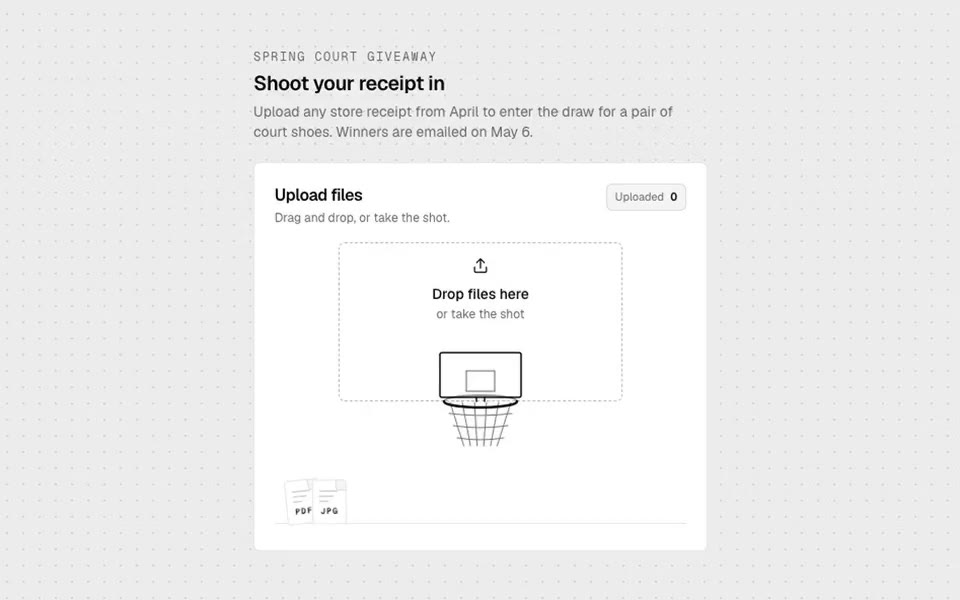 SPRING COURT GIVEAWAY
Shoot your receipt in
Upload any store receipt from April to enter the draw for a pair of
court shoes. Winners are emailed on May 6.
Upload files
Uploaded 0
Drag and drop, or take the shot.
Drop files here
or take the shot
PDF
JPG